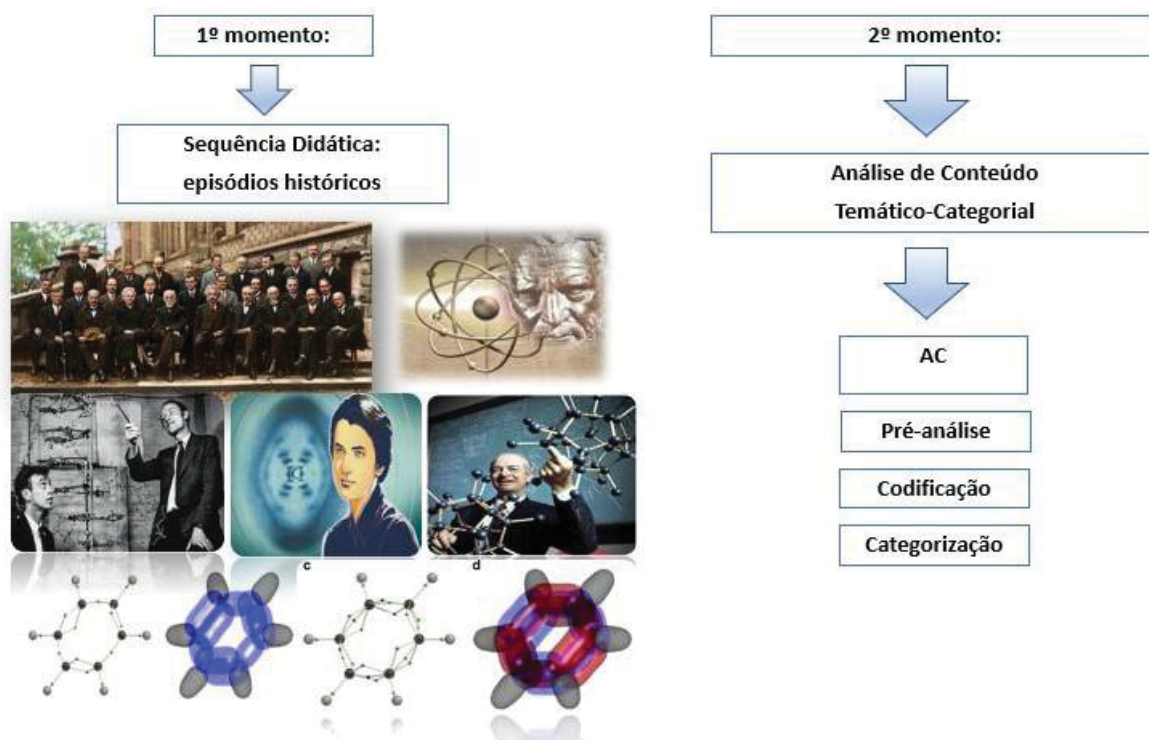 1º momento:
Sequência Didática:
episódios históricos
c
d
2º momento:
Análise de Conteúdo
Temático-Categorial
AC
Pré-análise
Codificação
Categorização